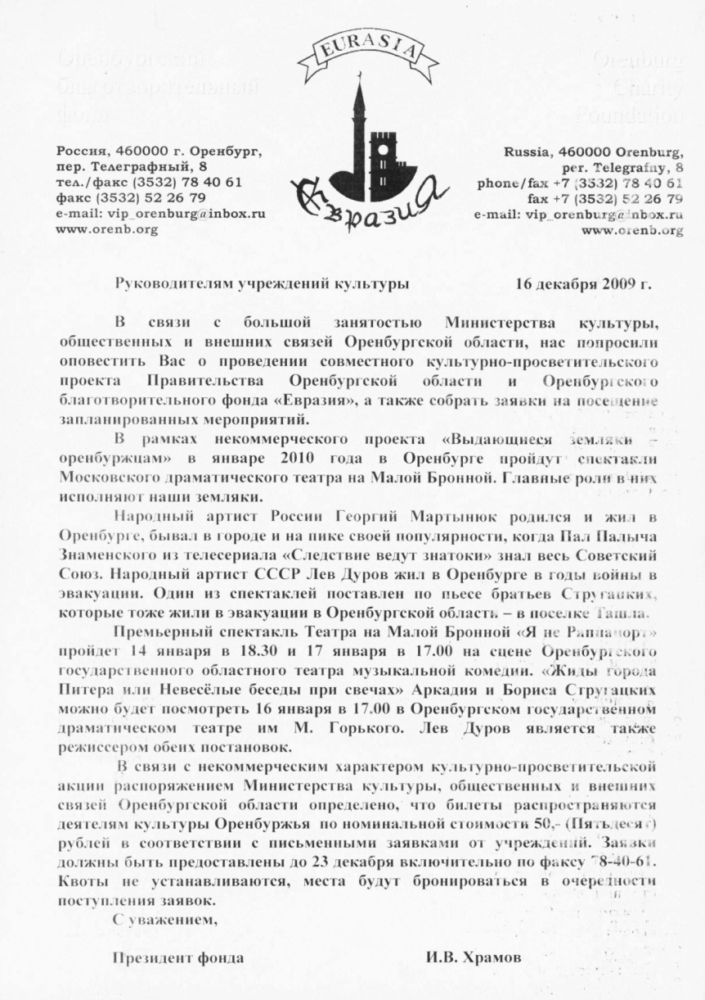 EURASIA
Оренбургский
благотворительный
фонд
Orenburg
Charity
Foundation
Евразия
Россия, 460000 г. Оренбург,
пер. Телеграфный, 8
тел./факс (3532) 78 40 61
факс (3532) 52 26 79
e-mail: vip_orenburg@inbox.ru
www.orenb.org
Russia, 460000 Orenburg,
per. Telegrafny, 8
phone/fax +7 (3532) 78 40 61
fax +7 (3532) 52 26 79
e-mail: vip_orenburg@inbox.ru
www.orenb.org
Руководителям учреждений культуры 16 декабря 2009 г.
В связи с большой занятостью Министерства культуры,
общественных и внешних связей Оренбургской области, нас попросили
оповестить Вас о проведении совместного культурно-просветительского
проекта Правительства Оренбургской области и Оренбургского
благотворительного фонда «Евразия», а также собрать заявки на посещение
запланированных мероприятий.
В рамках некоммерческого проекта «Выдающиеся земляки –
оренбуржцам» в январе 2010 года в Оренбурге пройдут спектакли
Московского драматического театра на Малой Бронной. Главные роли в них
исполняют наши земляки.
Народный артист России Георгий Мартынюк родился и жил в
Оренбурге, бывал в городе и на пике своей популярности, когда Пал Палыча
Знаменского из телесериала «Следствие ведут знатоки» знал весь Советский
Союз. Народный артист СССР Лев Дуров жил в Оренбурге в годы войны в
эвакуации. Один из спектаклей поставлен по пьесе братьев Стругацких,
которые тоже жили в эвакуации в Оренбургской область – в поселке Ташла.
Премьерный спектакль Театра на Малой Бронной «Я не Раппапорт»
пройдет 14 января в 18.30 и 17 января в 17.00 на сцене Оренбургского
государственного областного театра музыкальной комедии. «Жиды города
Питера или Невесёлые беседы при свечах» Аркадия и Бориса Стругацких
можно будет посмотреть 16 января в 17.00 в Оренбургском государственном
драматическом театре им М. Горького. Лев Дуров является также
режиссером обеих постановок.
В связи с некоммерческим характером культурно-просветительской
акции распоряжением Министерства культуры, общественных и внешних
связей Оренбургской области определено, что билеты распространяются
деятелям культуры Оренбуржья по номинальной стоимости 50,- (Пятьдесят)
рублей в соответствии с письменными заявками от учреждений. Заявки
должны быть предоставлены до 23 декабря включительно по факсу 78-40-61.
Квоты не устанавливаются, места будут бронироваться в очередности
поступления заявок.
С уважением,
Президент фонда И.В. Храмов